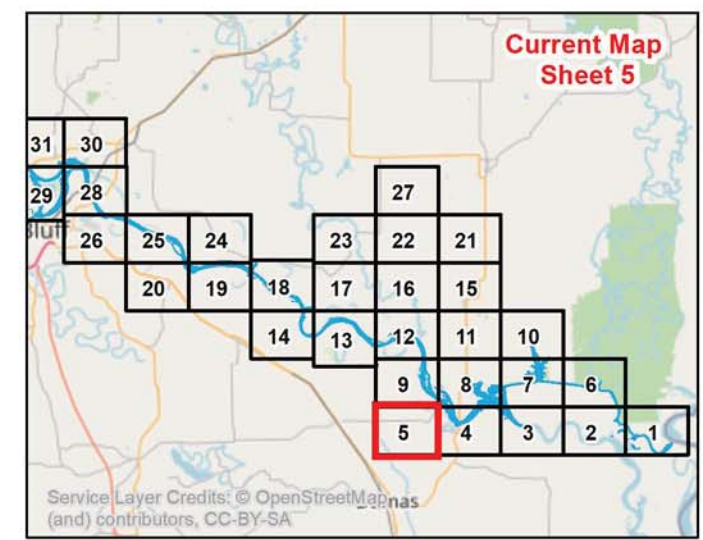 Current Map
Sheet 5
31 30
27
29 28
Bluff
26 25 24 23 22 21
20 19 18 17 16 15
14 13 12 11 10
9 8 7 6
5 4 3 2 1
Service Layer Credits: © OpenStreetMap
(and) contributors, CC-BY-SA